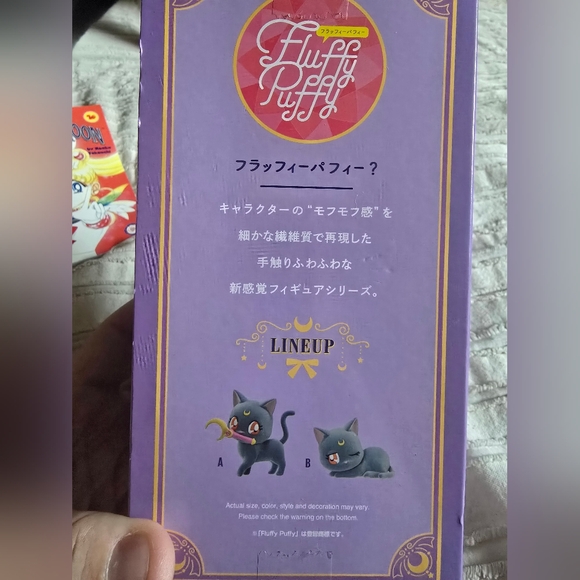 フラッフィーパフィー
Fluffy
Puffy
フラッフィーパフィー？
キャラクターの“モフモフ感”を
細かな繊維質で再現した
手触りふわふわな
新感覚フィギュアシリーズ。
LINEUP
A
B
Actual size, color, style and decoration may vary.
Please check the warning on the bottom.
※「Fluffy Puffy」は登録商標です。